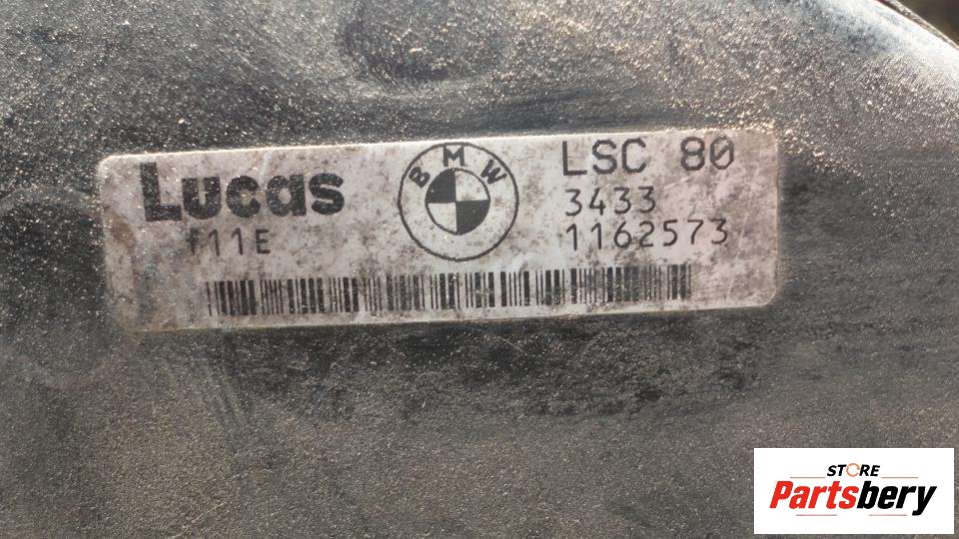 Lucas
f11E
BMW
LSC 80
3433
1162573
STORE
Partsbery